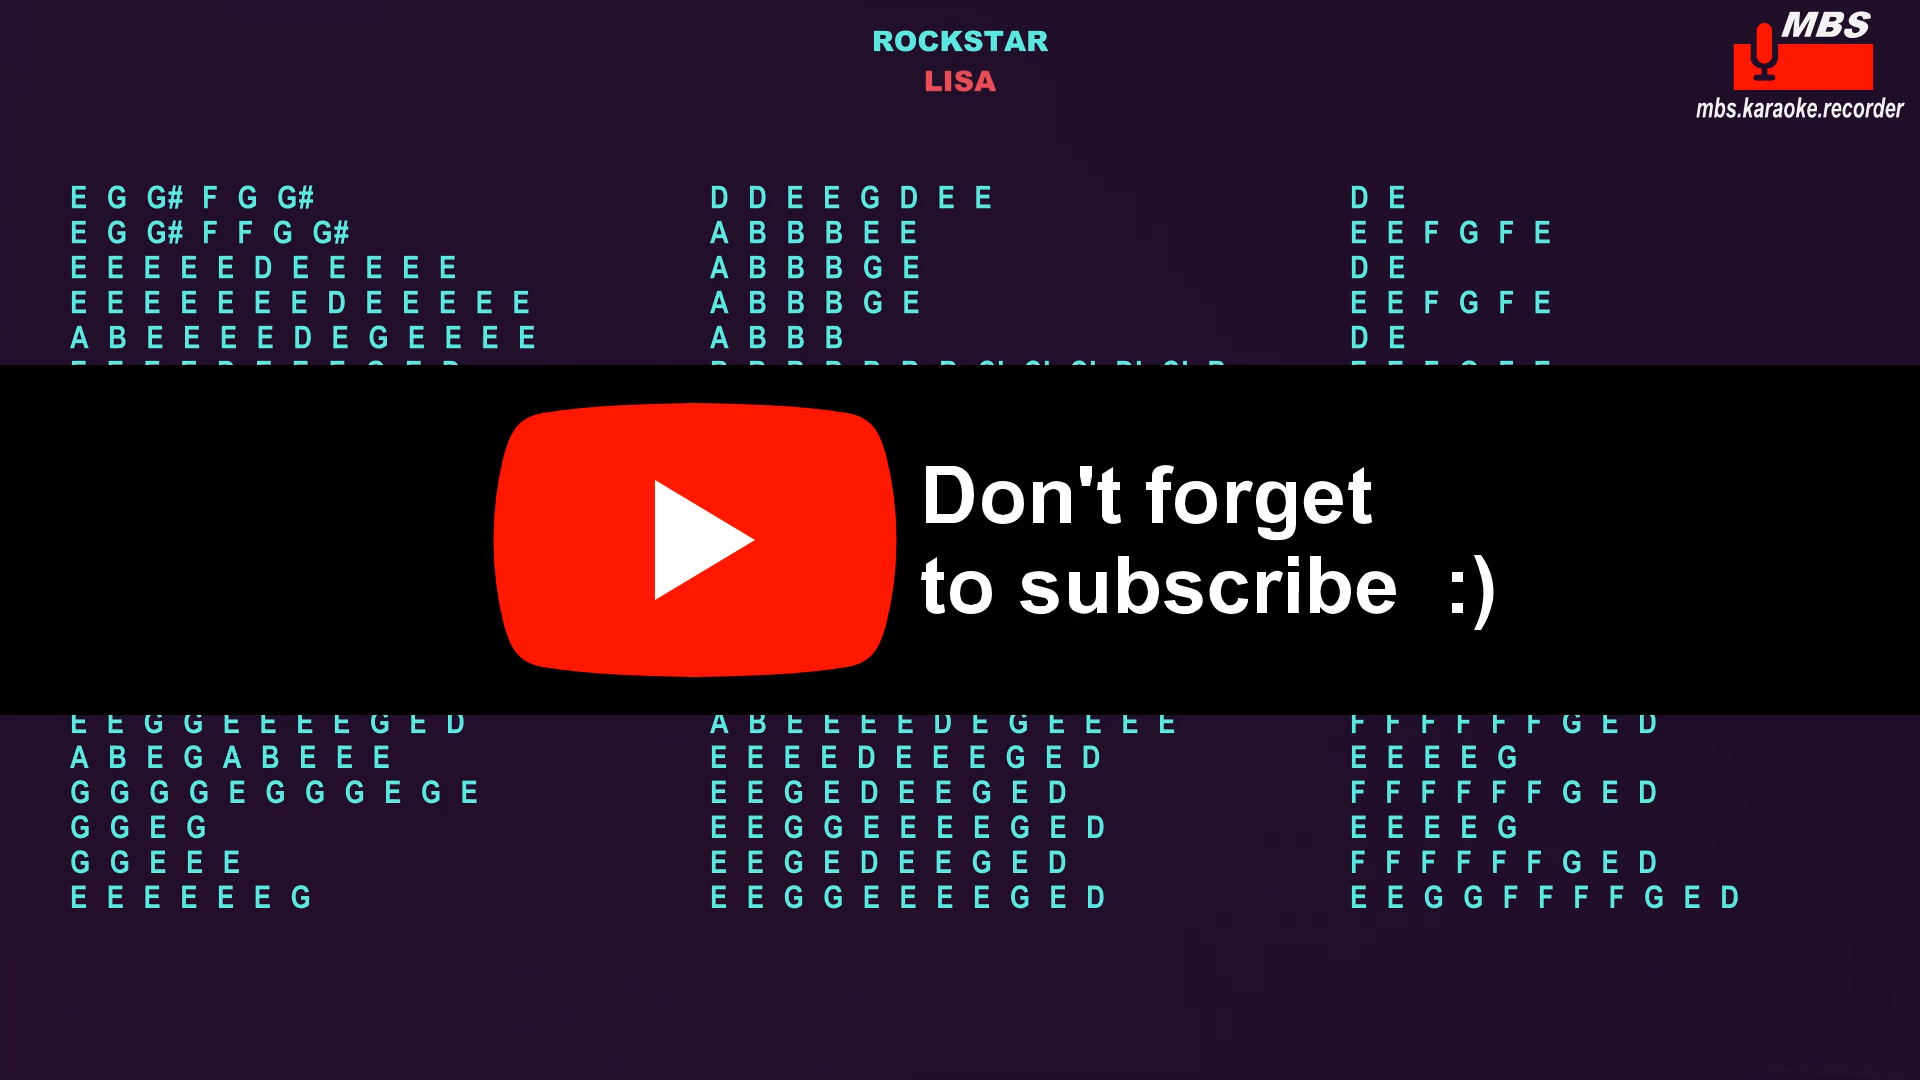 ROCKSTAR
LISA
MBS
mbs.karaoke.recorder
E G G# F G G#
E G G# F F G G#
E E E E E D E E E E E
E E E E E E E D E E E E E
A B E E E E D E G E E E E
D D E E G D E E
A B B B E E
A B B B G E
A B B B G E
A B B B
D E
E E F G F E
D E
E E F G F E
D E
Don't forget
to subscribe :)
E E G G E E E E G E D
A B E G A B E E E
G G G G E G G G E G E
G G E G
G G E E E
E E E E E E G
A B E E E E D E G E E E E
E E E E D E E E G E D
E E G E D E E G E D
E E G G E E E E G E D
E E G E D E E G E D
E E G G E E E E G E D
F F F F F F G E D
E E E E G
F F F F F F G E D
E E E E G
F F F F F F G E D
E E G G F F F F G E D